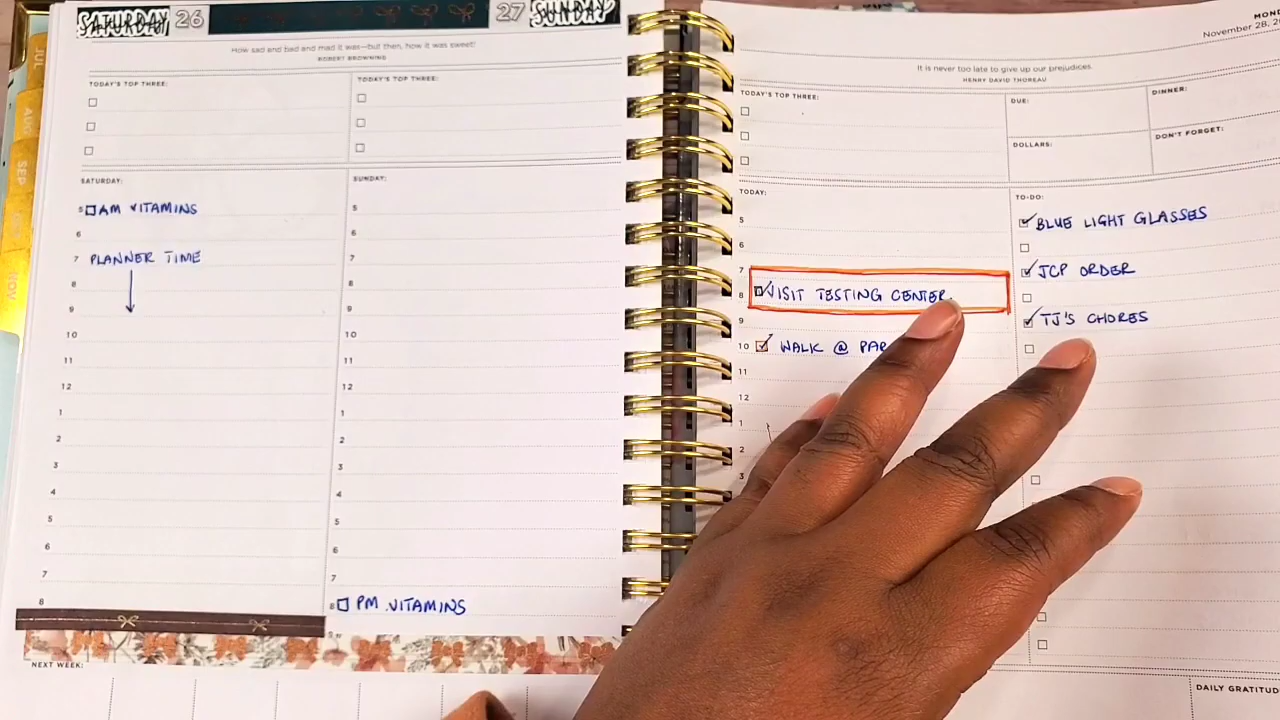 JUL
AUG
SEP
NOV
SATURDAY 26
27 SUNDAY
How sad and bad and mad it was—but then, how it was sweet!
ROBERT BROWNING
TODAY'S TOP THREE:
TODAY'S TOP THREE:
SATURDAY:
5 AM VITAMINS
6
7 PLANNER TIME
8
9
10
11
12
1
2
3
4
5
6
7
8
SUNDAY:
5
6
7
8
9
10
11
12
1
2
3
4
5
6
7
8 PM VITAMINS
NEXT WEEK:
November 28,
It is never too late to give up our prejudices.
HENRY DAVID THOREAU
TODAY'S TOP THREE:
DUE:
DINNER:
DOLLARS:
DON'T FORGET:
TODAY:
5
6
7
8 VISIT TESTING CENTER
9
10 WALK @
11
12
1
2
3
TO-DO:
BLUE LIGHT GLASSES
JCP ORDER
TJ'S CHORES
DAILY